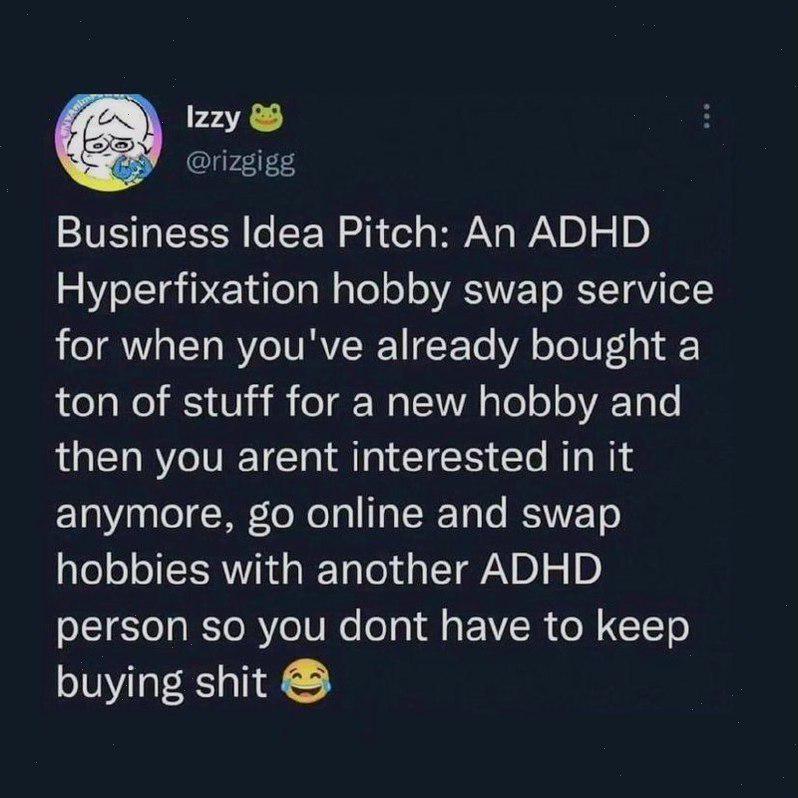 Izzy 🐸
@rizgigg
Business Idea Pitch: An ADHD
Hyperfixation hobby swap service
for when you've already bought a
ton of stuff for a new hobby and
then you arent interested in it
anymore, go online and swap
hobbies with another ADHD
person so you dont have to keep
buying shit 😂